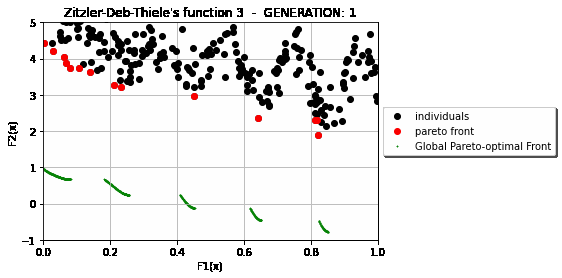 Zitzler-Deb-Thiele's function 3 - GENERATION: 1
5
4
3
2
1
0
−1
F2(x)
0.0 0.2 0.4 0.6 0.8 1.0
F1(x)
individuals
pareto front
Global Pareto-optimal Front